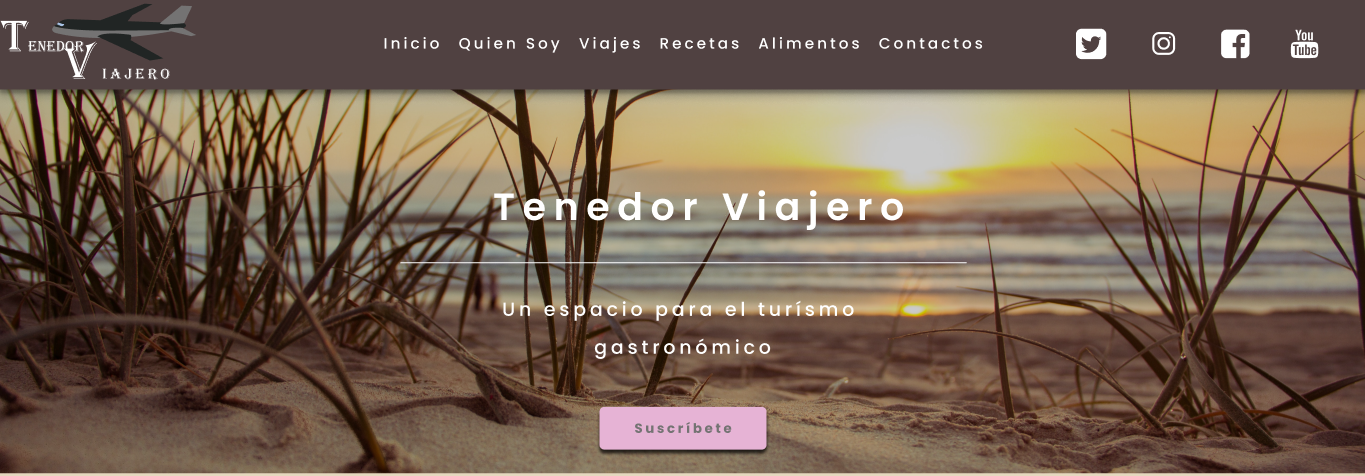 TENEDOR
VIAJERO
Inicio Quien Soy Viajes Recetas Alimentos Contactos
You
Tube
Tenedor Viajero
Un espacio para el turísmo
gastronómico
Suscríbete